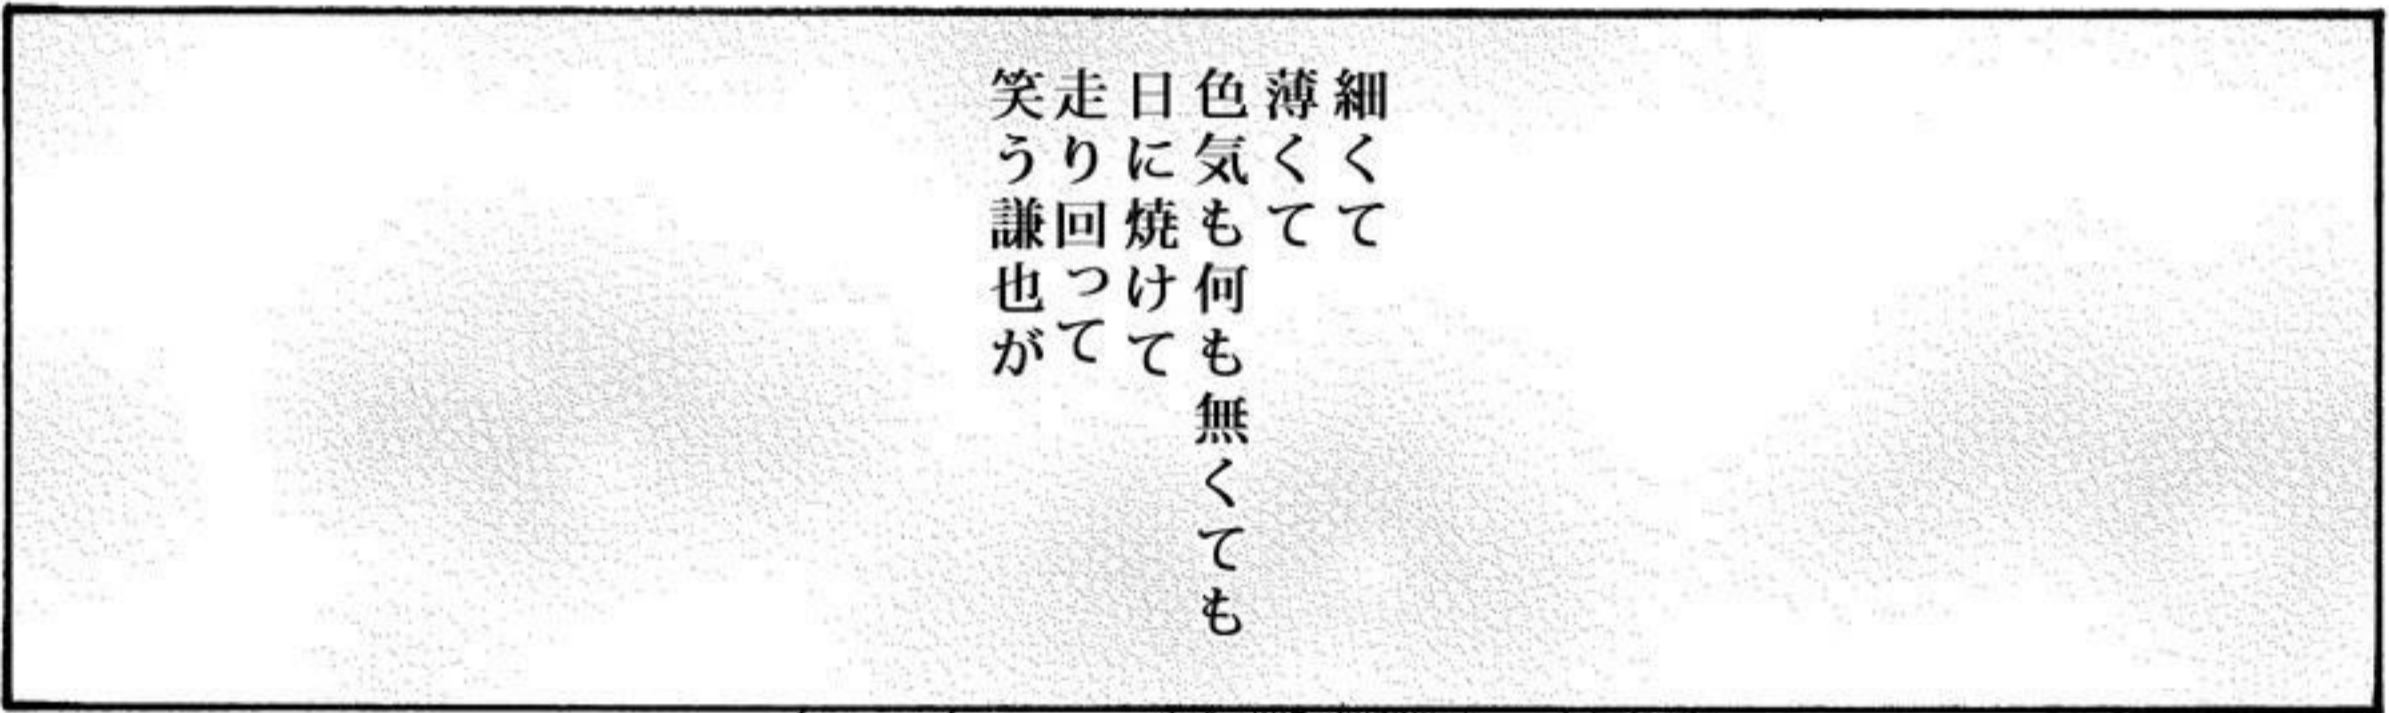 細くて
薄くて
色気も何も無くても
日に焼けて
走り回って
笑う謙也が